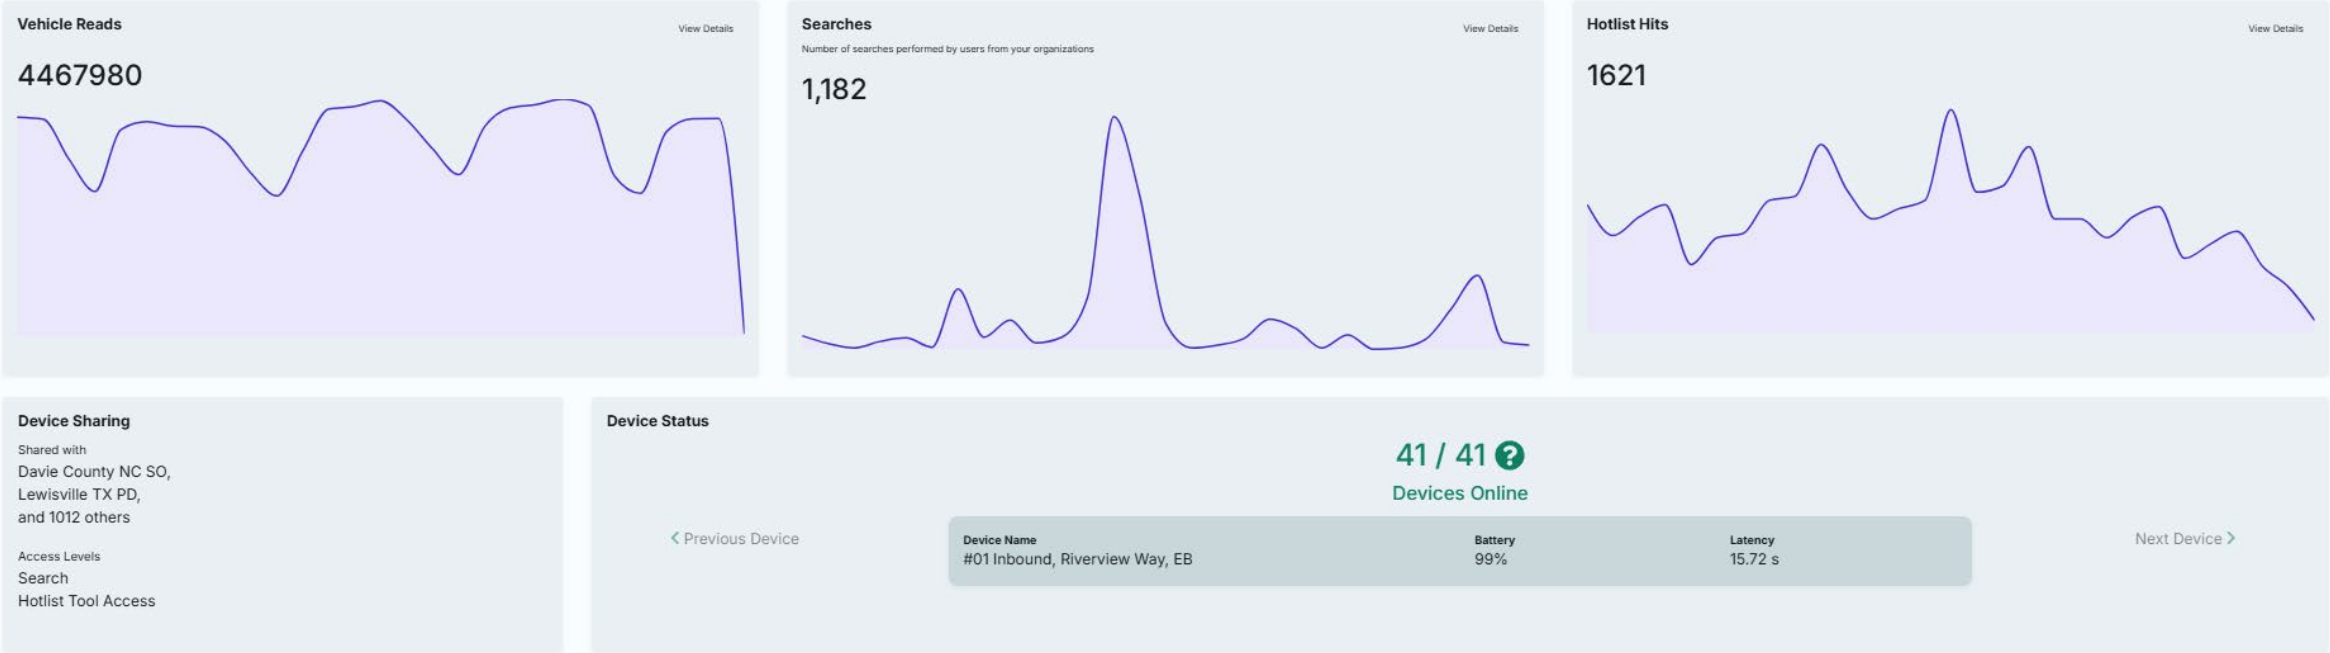 Vehicle Reads
View Details
4467980
Searches
View Details
Number of searches performed by users from your organizations
1,182
Hotlist Hits
View Details
1621
Device Sharing
Shared with
Davie County NC SO,
Lewisville TX PD,
and 1012 others
Access Levels
Search
Hotlist Tool Access
Device Status
41 / 41 ?
Devices Online
Previous Device
Device Name
#01 Inbound, Riverview Way, EB
Battery
99%
Latency
15.72 s
Next Device